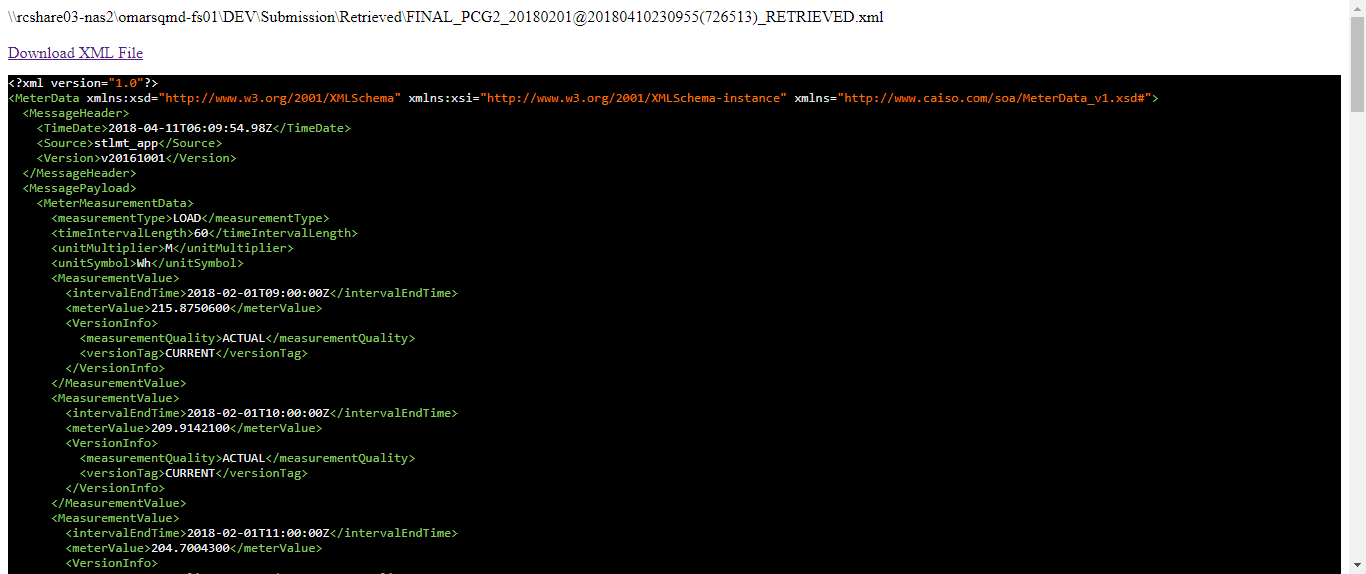 \\rcshare03-nas2\omarsqmd-fs01\DEV\Submission\Retrieved\FINAL_PCG2_20180201@20180410230955(726513)_RETRIEVED.xml
Download XML File
<?xml version="1.0"?>
<MeterData xmlns:xsd="http://www.w3.org/2001/XMLSchema" xmlns:xsi="http://www.w3.org/2001/XMLSchema-instance" xmlns="http://www.caiso.com/soa/MeterData_v1.xsd#">
<MessageHeader>
<TimeDate>2018-04-11T06:09:54.98Z</TimeDate>
<Source>stlmt_app</Source>
<Version>v20161001</Version>
</MessageHeader>
<MessagePayload>
<MeterMeasurementData>
<measurementType>LOAD</measurementType>
<timeIntervalLength>60</timeIntervalLength>
<unitMultiplier>M</unitMultiplier>
<unitSymbol>Wh</unitSymbol>
<MeasurementValue>
<intervalEndTime>2018-02-01T09:00:00Z</intervalEndTime>
<meterValue>215.8750600</meterValue>
<VersionInfo>
<measurementQuality>ACTUAL</measurementQuality>
<versionTag>CURRENT</versionTag>
</VersionInfo>
</MeasurementValue>
<MeasurementValue>
<intervalEndTime>2018-02-01T10:00:00Z</intervalEndTime>
<meterValue>209.9142100</meterValue>
<VersionInfo>
<measurementQuality>ACTUAL</measurementQuality>
<versionTag>CURRENT</versionTag>
</VersionInfo>
</MeasurementValue>
<MeasurementValue>
<intervalEndTime>2018-02-01T11:00:00Z</intervalEndTime>
<meterValue>204.7004300</meterValue>
<VersionInfo>